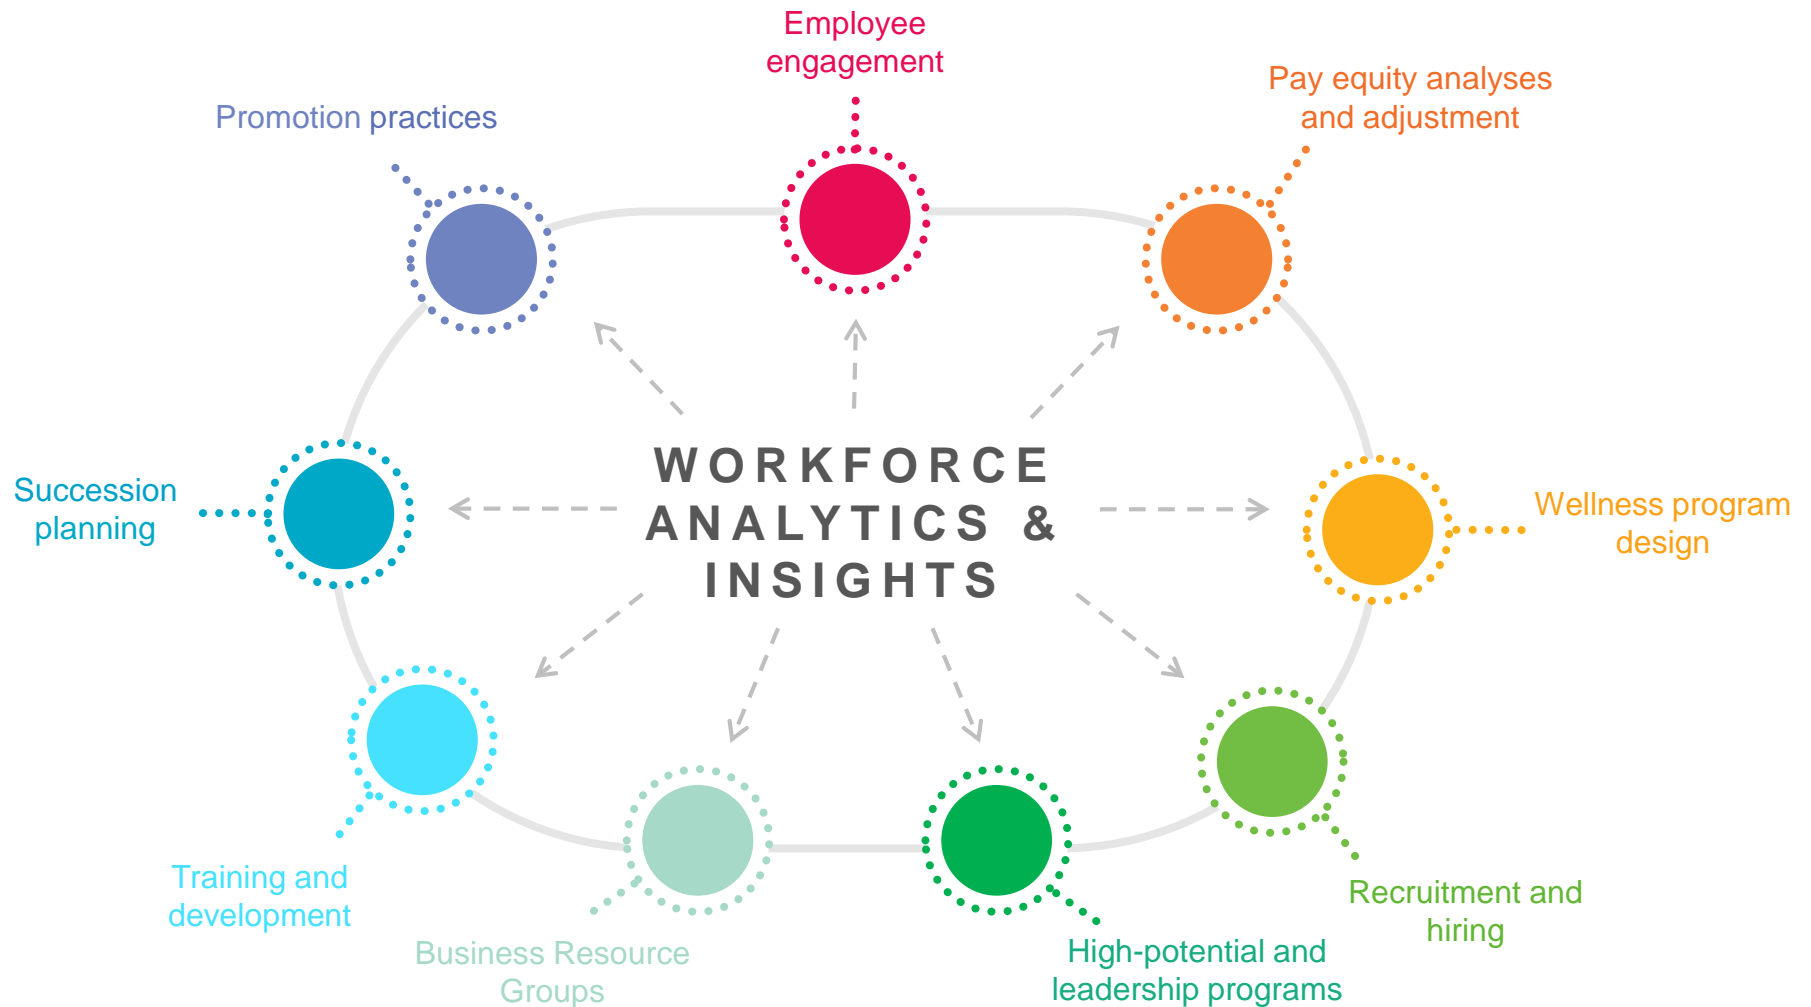 Employee
engagement
Pay equity analyses
and adjustment
Promotion practices
WORKFORCE
ANALYTICS &
INSIGHTS
Succession
planning
Wellness program
design
Training and
development
Recruitment and
hiring
Business Resource
Groups
High-potential and
leadership programs